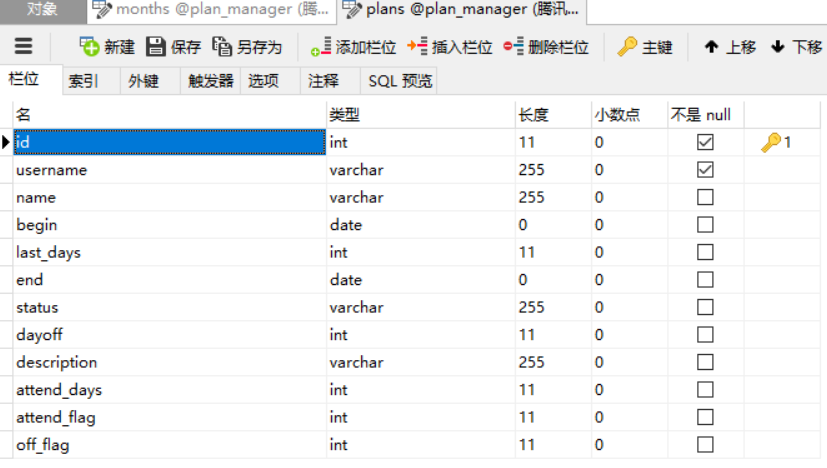 对象 months @plan_manager (腾... plans @plan_manager (腾讯...
新建 保存 另存为 添加栏位 插入栏位 删除栏位 主键 上移 下移
栏位 索引 外键 触发器 选项 注释 SQL 预览
名 类型 长度 小数点 不是 null
id int 11 0 1
username varchar 255 0
name varchar 255 0
begin date 0 0
last_days int 11 0
end date 0 0
status varchar 255 0
dayoff int 11 0
description varchar 255 0
attend_days int 11 0
attend_flag int 11 0
off_flag int 11 0